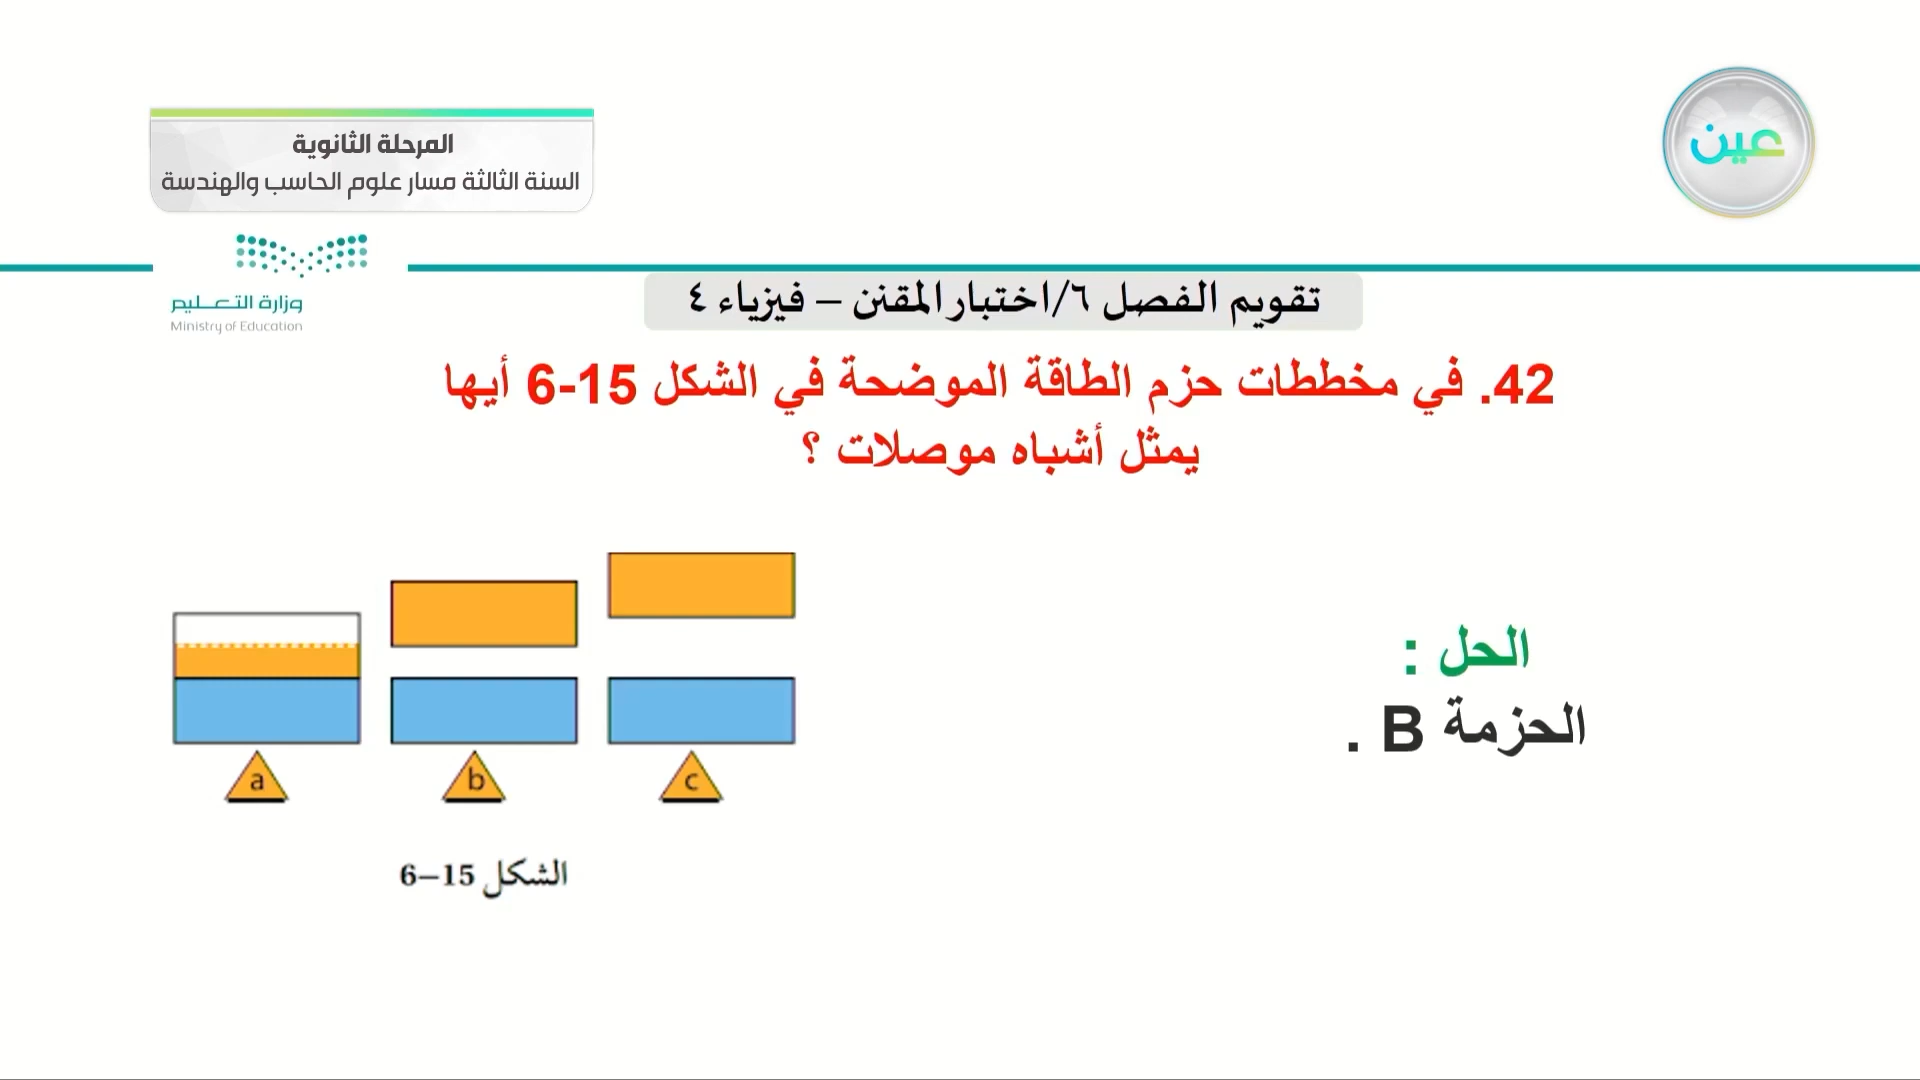 عين
المرحلة الثانوية
السنة الثالثة مسار علوم الحاسب والهندسة
وزارة التعليم
Ministry of Education
تقويم الفصل ٦/اختبار المقنن – فيزياء ٤
42. في مخططات حزم الطاقة الموضحة في الشكل 15-6 أيها
يمثل أشباه موصلات ؟
الحل :
الحزمة B .
a
b
c
الشكل 15–6